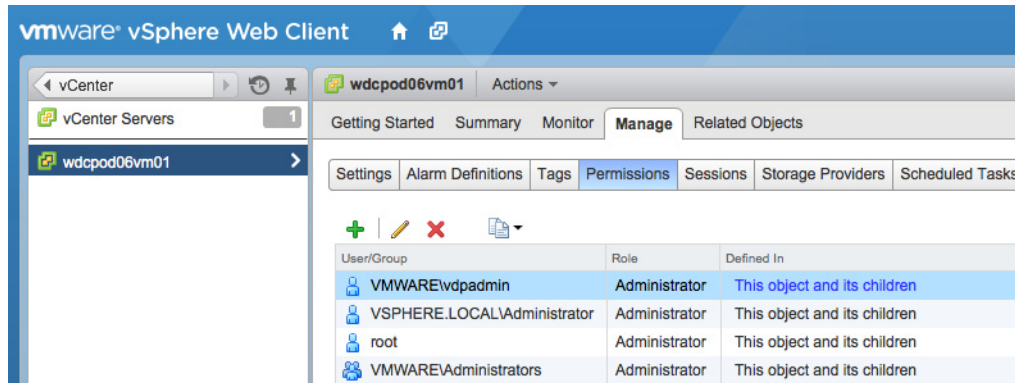 vmware® vSphere Web Client
vCenter
vCenter Servers 1
wdcpod06vm01
wdcpod06vm01 Actions
Getting Started Summary Monitor Manage Related Objects
Settings Alarm Definitions Tags Permissions Sessions Storage Providers Scheduled Tasks
User/Group Role Defined In
VMWARE\vdpadmin Administrator This object and its children
VSPHERE.LOCAL\Administrator Administrator This object and its children
root Administrator This object and its children
VMWARE\Administrators Administrator This object and its children